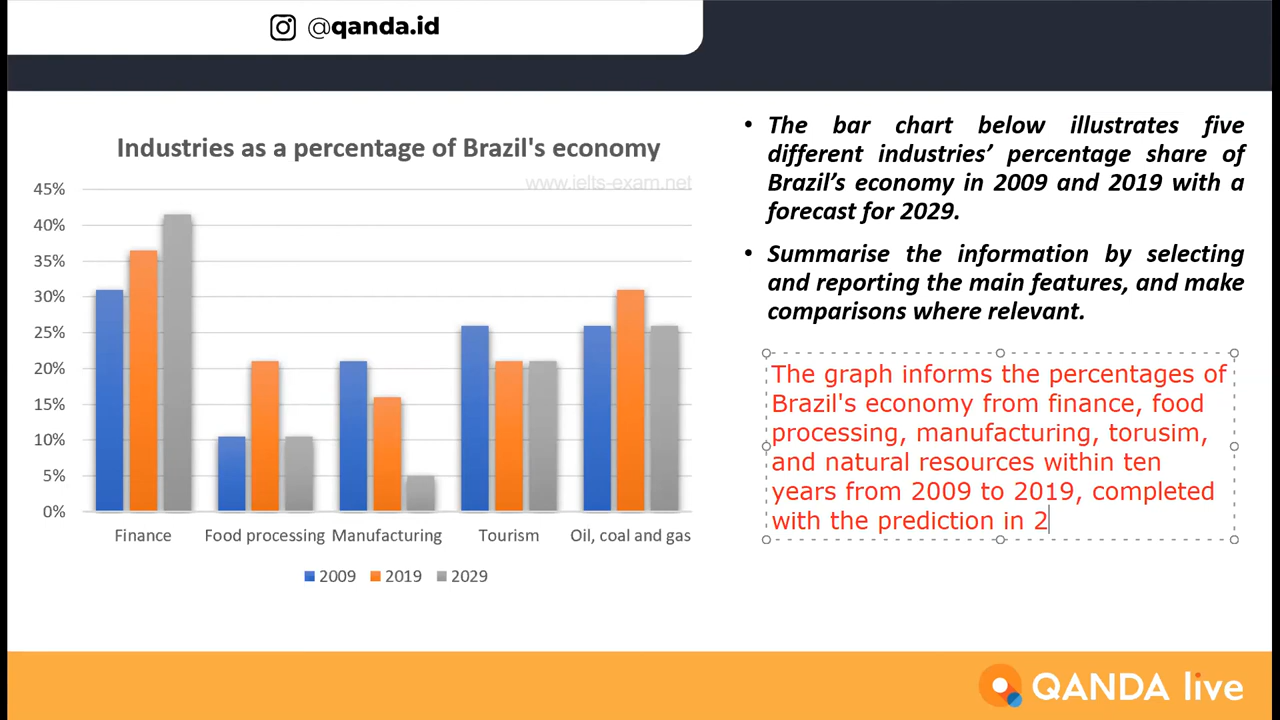 @qanda.id
Industries as a percentage of Brazil's economy
www.ielts-exam.net
45%
40%
35%
30%
25%
20%
15%
10%
5%
0%
Finance
Food processing
Manufacturing
Tourism
Oil, coal and gas
2009
2019
2029
• The bar chart below illustrates five
different industries’ percentage share of
Brazil’s economy in 2009 and 2019 with a
forecast for 2029.
• Summarise the information by selecting
and reporting the main features, and make
comparisons where relevant.
The graph informs the percentages of
Brazil's economy from finance, food
processing, manufacturing, torusim,
and natural resources within ten
years from 2009 to 2019, completed
with the prediction in 2
QANDA live